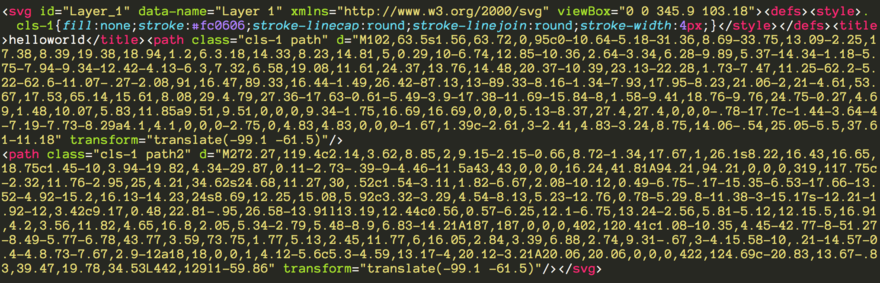 <svg id="Layer_1" data-name="Layer 1" xmlns="http://www.w3.org/2000/svg" viewBox="0 0 345.9 103.18"><defs><style>.
cls-1{fill:none;stroke:#fc0606;stroke-linecap:round;stroke-linejoin:round;stroke-width:4px;}</style></defs><title
>helloworld</title><path class="cls-1 path" d="M102,63.5s1.56,63.72,0,95c0-10.64-5.18-31.36,8.69-33.75,13.09-2.25,1
7.38,8.39,19.38,18.94,1.2,6.3.18,14.33,8.23,14.81,5,0.29,10-6.74,12.85-10.36,2.64-3.34,6.28-9.89,5.37-14.34-1.18-5.
75-7.94-9.34-12.42-4.13-6.3,7.32,6.58,19.08,11.61,24.37,13.76,14.48,20.37-10.39,23.13-22.28,1.73-7.47,11.25-62.2-5.
22-62.6-11.07-.27-2.08,91,16.47,89.33,16.44-1.49,26.42-87.13,13-89.33-8.16-1.34-7.93,17.95-8.23,21.06-2,21-4.61,53.
67,17.53,65.14,15.61,8.08,29-4.79,27.36-17.63-0.61-5.49-3.9-17.38-11.69-15.84-8,1.58-9.41,18.76-9.76,24.75-0.27,4.6
9,1.48,10.07,5.83,11.85a9.51,9.51,0,0,0,9.34-1.75,16.69,16.69,0,0,0,5.13-8.37,27.4,27.4,0,0,0-.78-17.7c-1.44-3.64-4
-7.19-7.73-8.29a4.1,4.1,0,0,0-2.75,0,4.83,4.83,0,0,0-1.67,1.39c-2.61,3-2.41,4.83-3.24,8.75,14.06-.54,25.05-5.5,37.6
1-11.18" transform="translate(-99.1 -61.5)"/>
<path class="cls-1 path2" d="M272.27,119.4c2.14,3.62,8.85,2,9.15-2.15-0.66,8.72-1.34,17.67,1,26.1s8.22,16.43,16.65,
18.75c1.45-10,3.94-19.82,4.34-29.87,0.11-2.73-.39-9-4.46-11.5a43,43,0,0,0,16.24,41.81A94.21,94.21,0,0,0,319,117.75c
-2.32,11.76-2.95,25,4.21,34.62s24.68,11.27,30,.52c1.54-3.11,1.82-6.67,2.08-10.12,0.49-6.75-.17-15.35-6.53-17.66-13.
52-4.92-15.2,16.13-14.23,24s8.69,12.25,15.08,5.92c3.32-3.29,4.54-8.13,5.23-12.76,0.78-5.29.8-11.38-3-15.17s-12.21-1
.92-12,3.42c9.17,0.48,22.81-.95,26.58-13.91l13.19,12.44c0.56,0.57-6.25,12.1-6.75,13.24-2.56,5.81-5.12,12.15.5,16.91
,4.2,3.56,11.82,4.65,16.8,2.05,5.34-2.79,5.48-8.9,6.83-14.21A187,187,0,0,0,402,120.41c1.08-10.35,4.45-42.77-8-51.27
-8.49-5.77-6.78,43.77,3.59,73.75,1.77,5.13,2.45,11.77,6,16.05,2.84,3.39,6.88,2.74,9.31-.67,3-4.15.58-10,.21-14.57-0
.4-4.8.73-7.67,2.9-12a18,18,0,0,1,4.12-5.6c5.3-4.59,13.17-4,20.12-3.21A20.06,20.06,0,0,0,422,124.69c-20.83,13.67-.8
3,39.47,19.78,34.53L442,129l1-59.86" transform="translate(-99.1 -61.5)"/></svg>